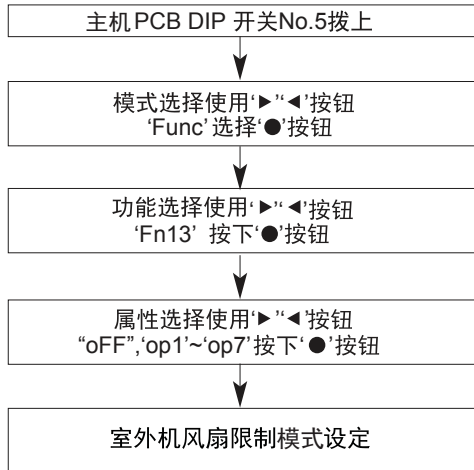 主机PCB DIP 开关No.5拨上
模式选择使用‘▶’‘◀’按钮
‘Func’选择‘●’按钮
功能选择使用‘▶’‘◀’按钮
‘Fn13’ 按下‘●’按钮
属性选择使用‘▶’‘◀’按钮
“oFF”,‘op1’~‘op7’按下‘●’按钮
室外机风扇限制模式设定